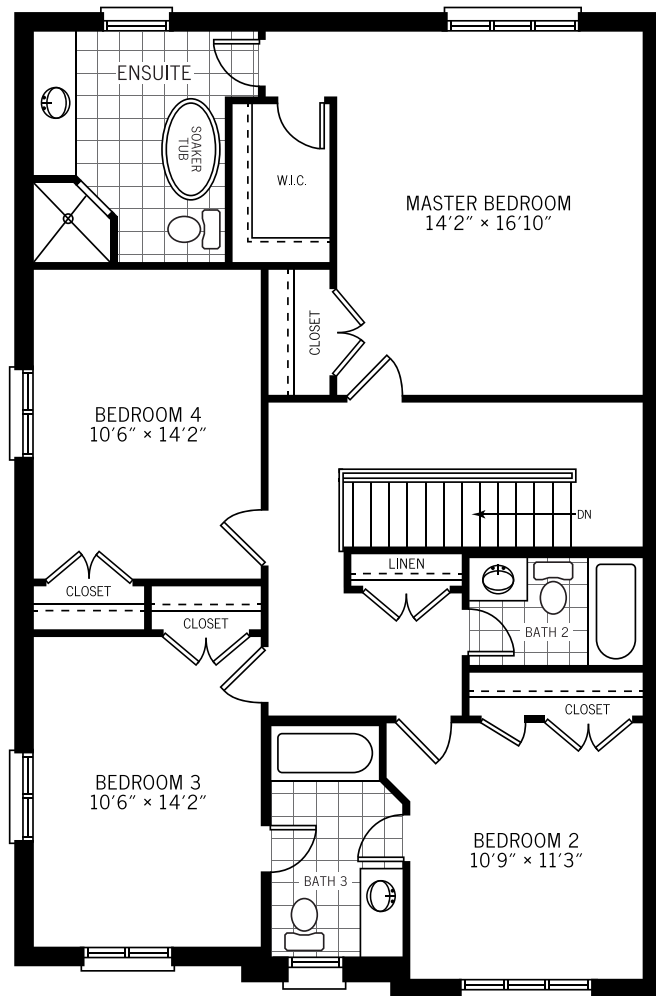 ENSUITE
SOAKER
TUB
W.I.C.
MASTER BEDROOM
14'2" × 16'10"
CLOSET
BEDROOM 4
10'6" × 14'2"
DN
LINEN
CLOSET
CLOSET
BATH 2
CLOSET
BEDROOM 3
10'6" × 14'2"
BEDROOM 2
10'9" × 11'3"
BATH 3